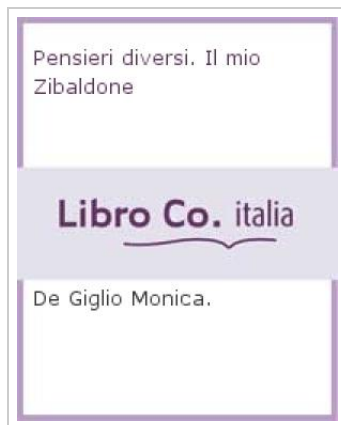 Pensieri diversi. Il mio
Zibaldone
Libro Co. italia
De Giglio Monica.